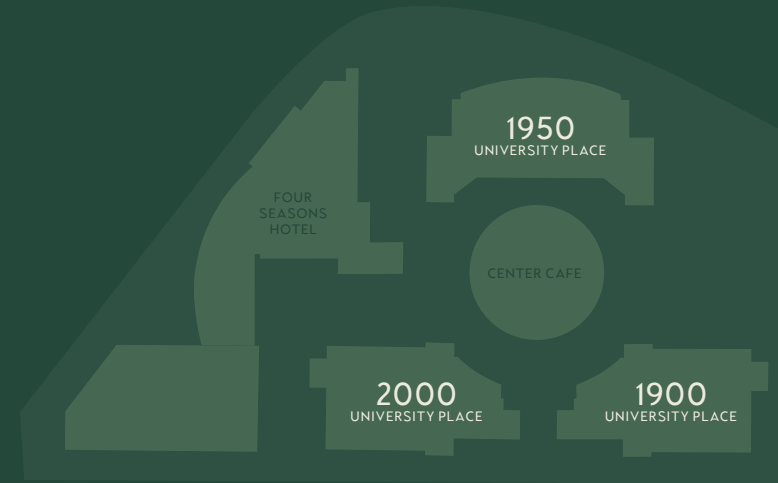 1950
UNIVERSITY PLACE
FOUR
SEASONS
HOTEL
CENTER CAFE
2000
UNIVERSITY PLACE
1900
UNIVERSITY PLACE